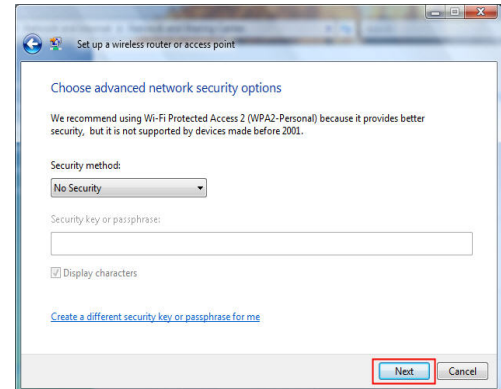 Set up a wireless router or access point
Choose advanced network security options
We recommend using Wi-Fi Protected Access 2 (WPA2-Personal) because it provides better
security, but it is not supported by devices made before 2001.
Security method:
No Security
Security key or passphrase:
Display characters
Create a different security key or passphrase for me
Next Cancel